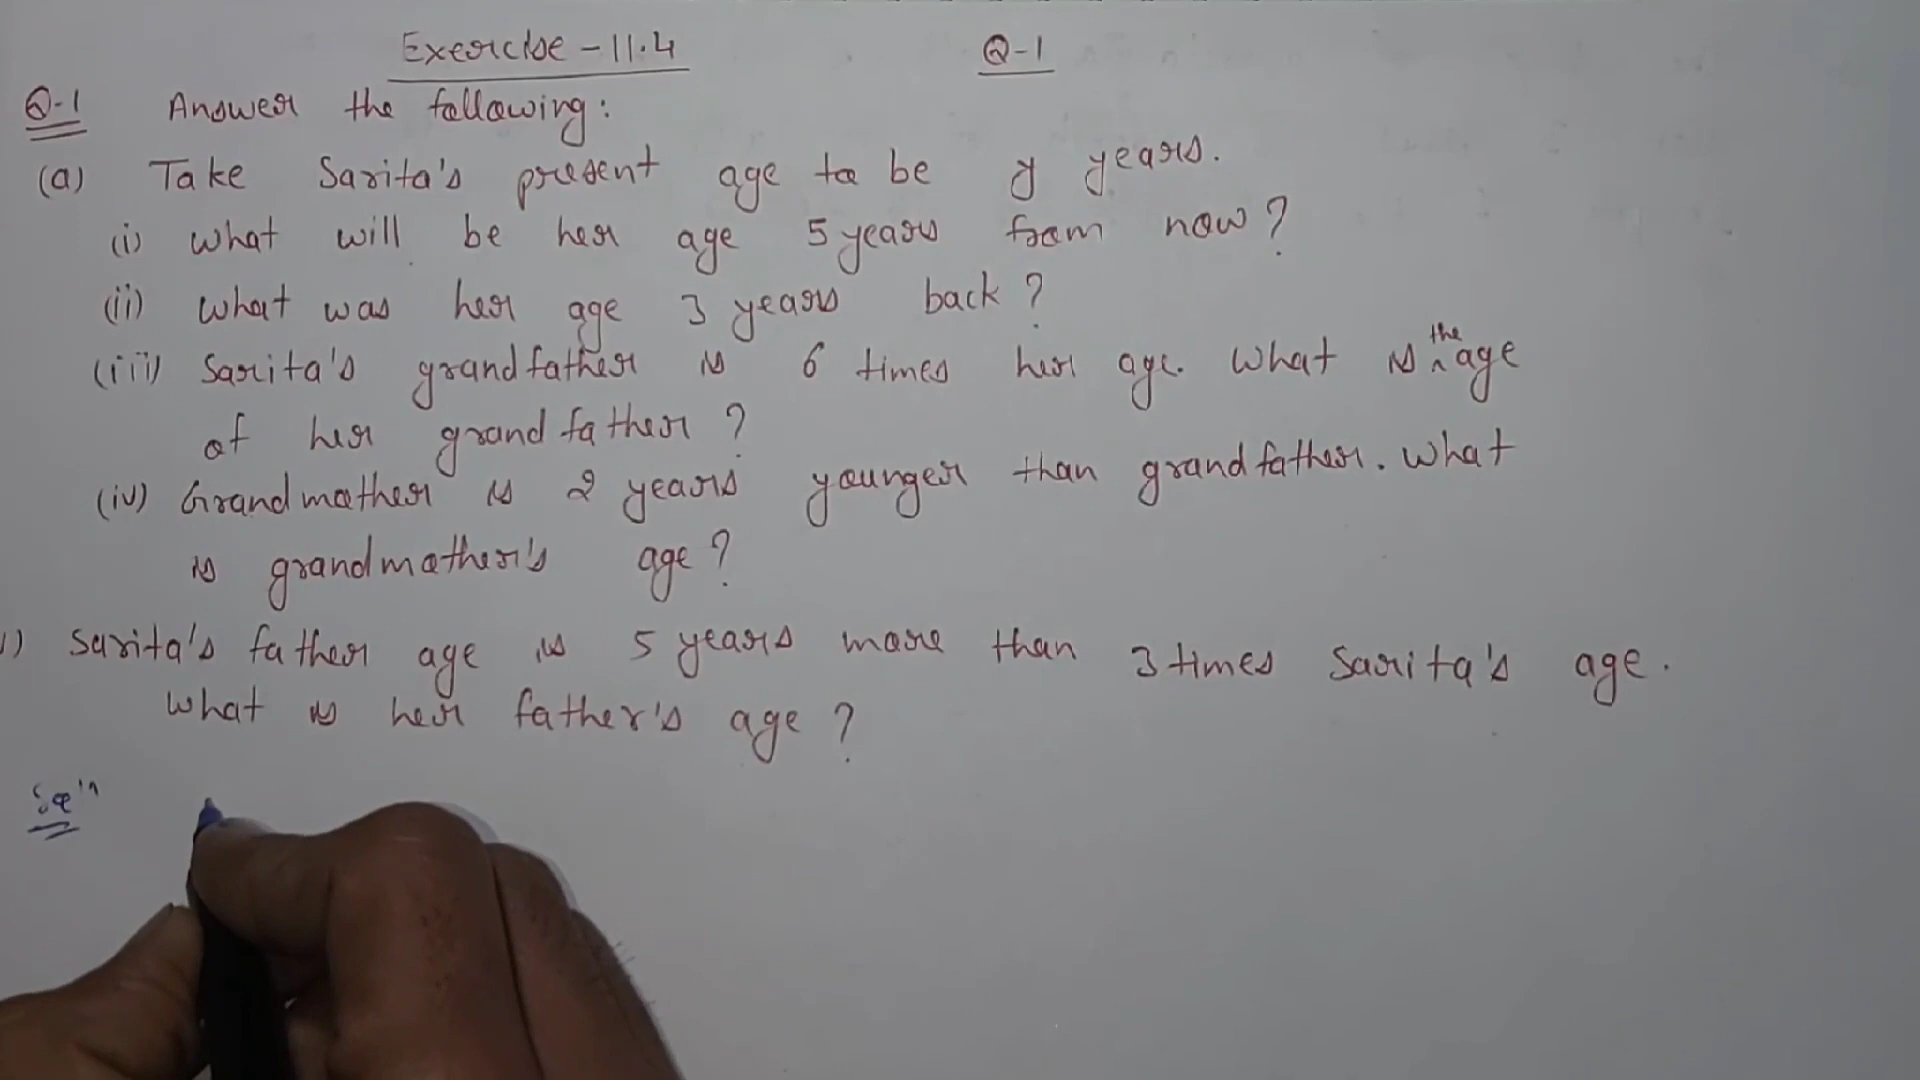 Exercise - 11.4 Q-1
Q-1 Answer the following:
(a) Take Sarita's present age to be y years.
(i) what will be her age 5 years from now?
(ii) what was her age 3 years back?
(iii) Sarita's grandfather is 6 times her age. What is the age
of her grandfather?
(iv) Grandmother is 2 years younger than grandfather. What
is grandmother's age?
) Sarita's father age is 5 years more than 3 times Sarita's age.
What is her father's age?
Sol'n